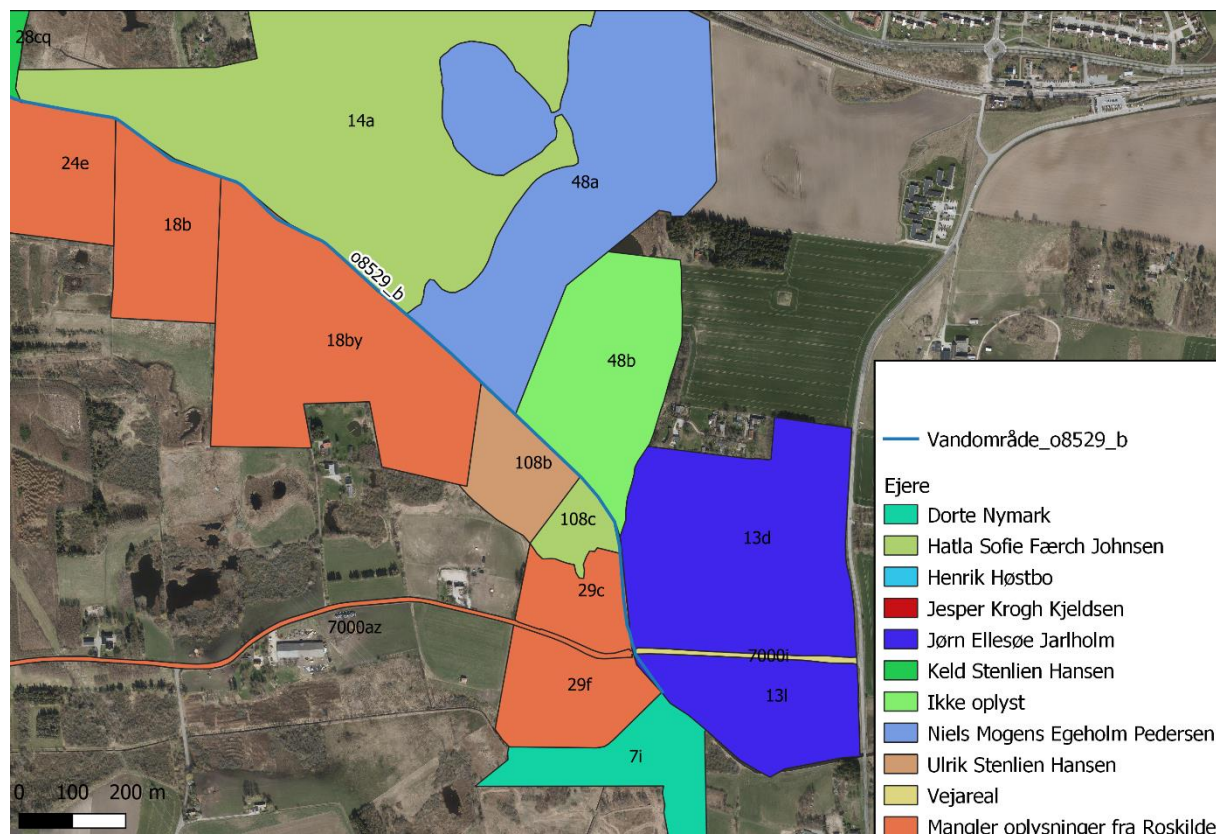 28cq
14a
24e
48a
18b
o8529_b
18by
48b
108b
108c
13d
29c
7000az
7000i
29f
13l
7i
0 100 200 m
Vandområde_o8529_b
Ejere
Dorte Nymark
Hatla Sofie Færch Johnsen
Henrik Høstbo
Jesper Krogh Kjeldsen
Jørn Ellesøe Jarlholm
Keld Stenlien Hansen
Ikke oplyst
Niels Mogens Egeholm Pedersen
Ulrik Stenlien Hansen
Vejareal
Mangler oplysninger fra Roskilde